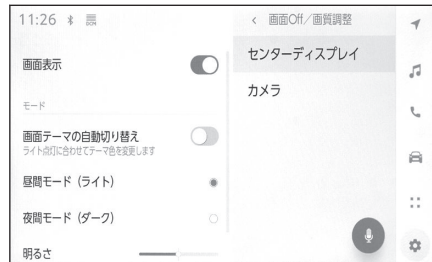 11:26
画面表示
モード
画面テーマの自動切り替え
ライト点灯に合わせてテーマ色を変更します
昼間モード（ライト）
夜間モード（ダーク）
明るさ
< 画面Off／画質調整
センターディスプレイ
カメラ